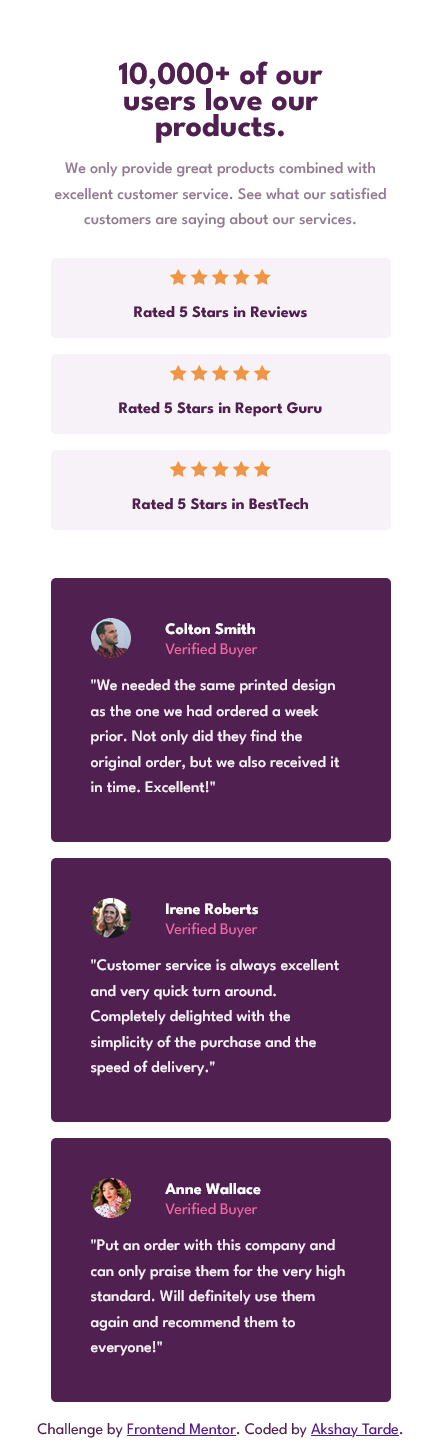 10,000+ of our
users love our
products.
We only provide great products combined with
excellent customer service. See what our satisfied
customers are saying about our services.
Rated 5 Stars in Reviews
Rated 5 Stars in Report Guru
Rated 5 Stars in BestTech
Colton Smith
Verified Buyer
"We needed the same printed design
as the one we had ordered a week
prior. Not only did they find the
original order, but we also received it
in time. Excellent!"
Irene Roberts
Verified Buyer
"Customer service is always excellent
and very quick turn around.
Completely delighted with the
simplicity of the purchase and the
speed of delivery."
Anne Wallace
Verified Buyer
"Put an order with this company and
can only praise them for the very high
standard. Will definitely use them
again and recommend them to
everyone!"
Challenge by Frontend Mentor. Coded by Akshay Tarde.